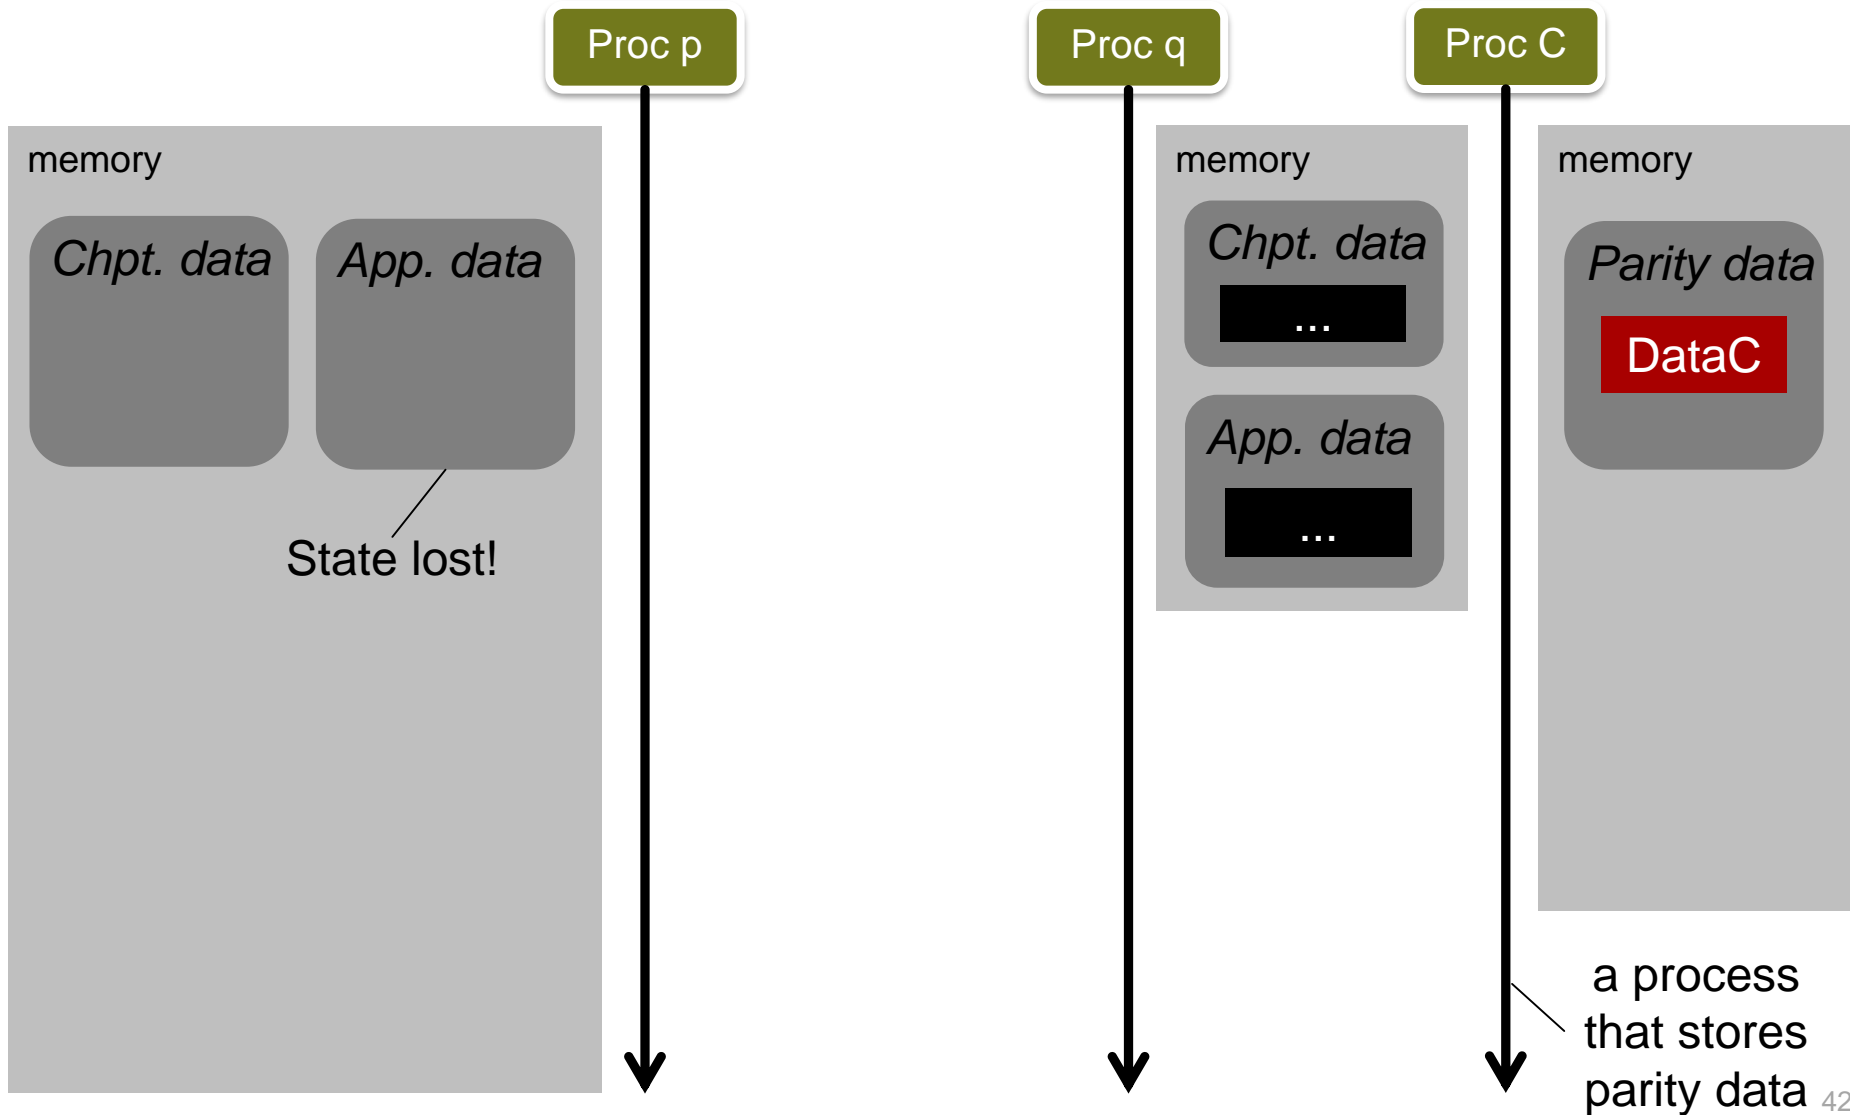 Proc p
Proc q
Proc C
memory
memory
memory
Chpt. data
App. data
Chpt. data
...
Parity data
DataC
App. data
...
State lost!
a process
that stores
parity data
42